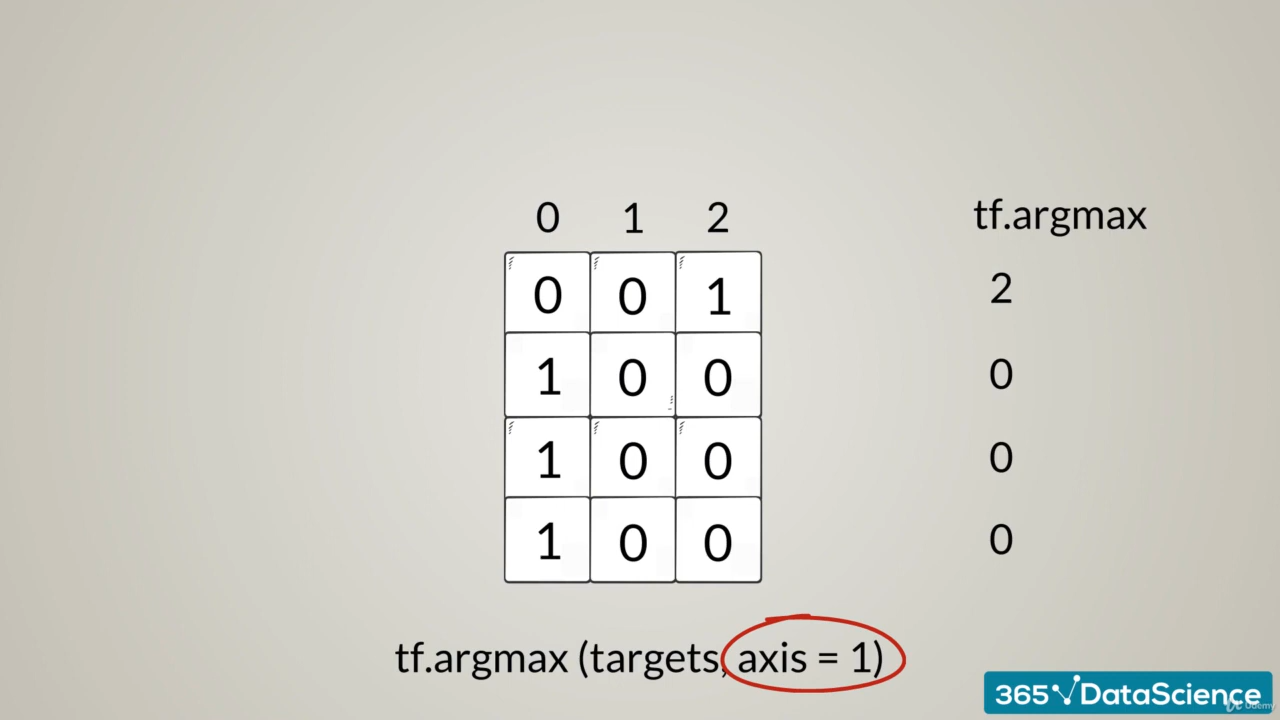 0 1 2 tf.argmax
0 0 1 2
1 0 0 0
1 0 0 0
1 0 0 0
tf.argmax (targets, axis = 1)
365 DataScience
Udemy